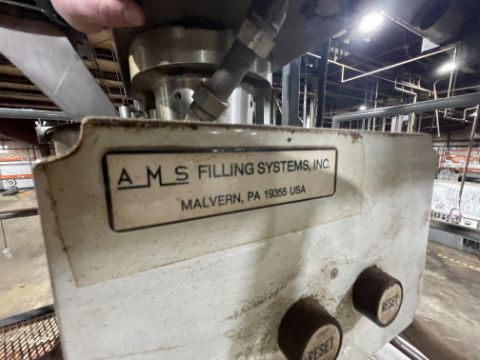 AMS FILLING SYSTEMS, INC.
MALVERN, PA 19355 USA
RESET
RESET